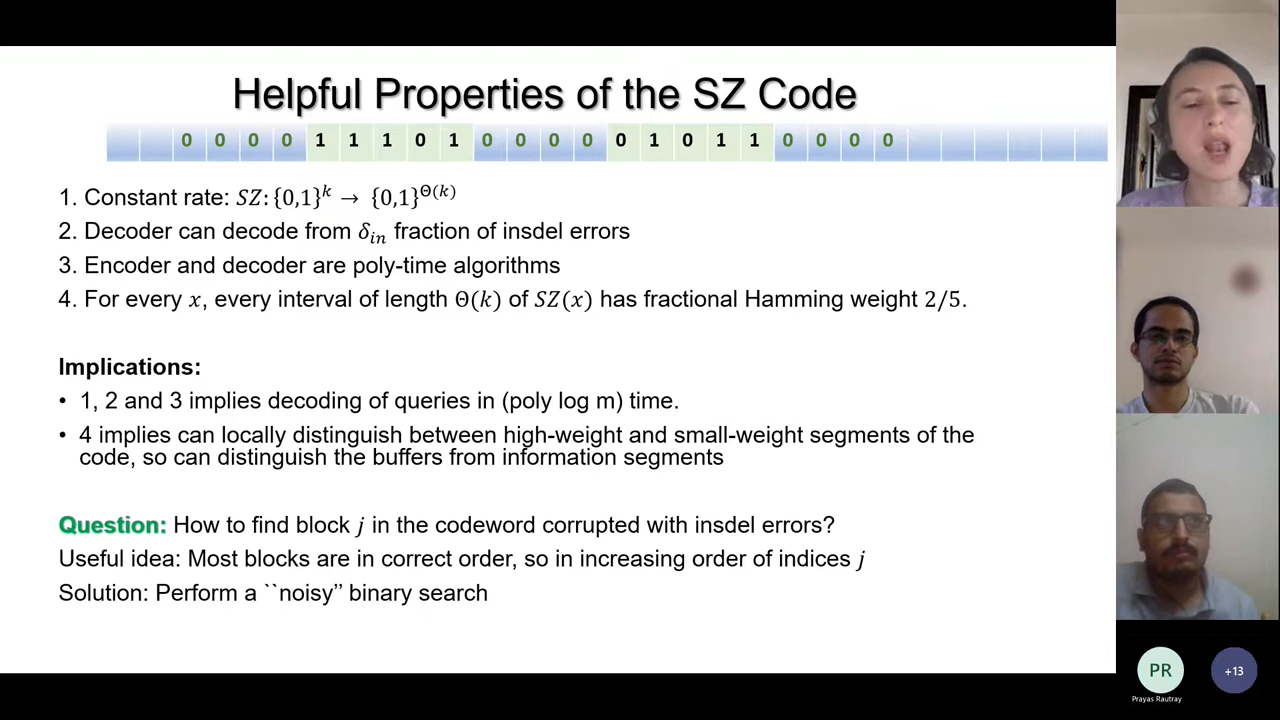 Helpful Properties of the SZ Code
0 0 0 0 1 1 1 0 1 0 0 0 0 0 1 0 1 1 0 0 0 0
1. Constant rate: 𝑆𝑍: {0,1}ᵏ → {0,1}^Θ(𝑘)
2. Decoder can decode from δ_in fraction of insdel errors
3. Encoder and decoder are poly-time algorithms
4. For every 𝑥, every interval of length Θ(𝑘) of 𝑆𝑍(𝑥) has fractional Hamming weight 2/5.
Implications:
• 1, 2 and 3 implies decoding of queries in (poly log m) time.
• 4 implies can locally distinguish between high-weight and small-weight segments of the
code, so can distinguish the buffers from information segments
Question: How to find block 𝑗 in the codeword corrupted with insdel errors?
Useful idea: Most blocks are in correct order, so in increasing order of indices 𝑗
Solution: Perform a ``noisy'' binary search
PR
Prayas Rautray
+13